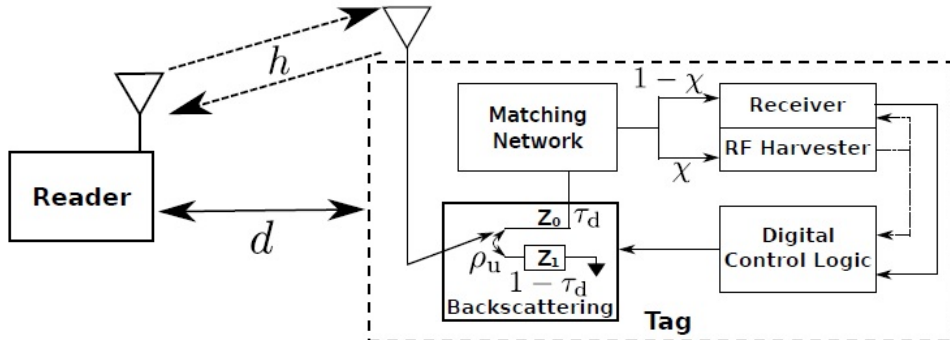 h
Reader
d
Matching
Network
1 − χ
χ
Receiver
RF Harvester
Z₀ τd
ρu
Z₁
1 − τd
Backscattering
Digital
Control Logic
Tag